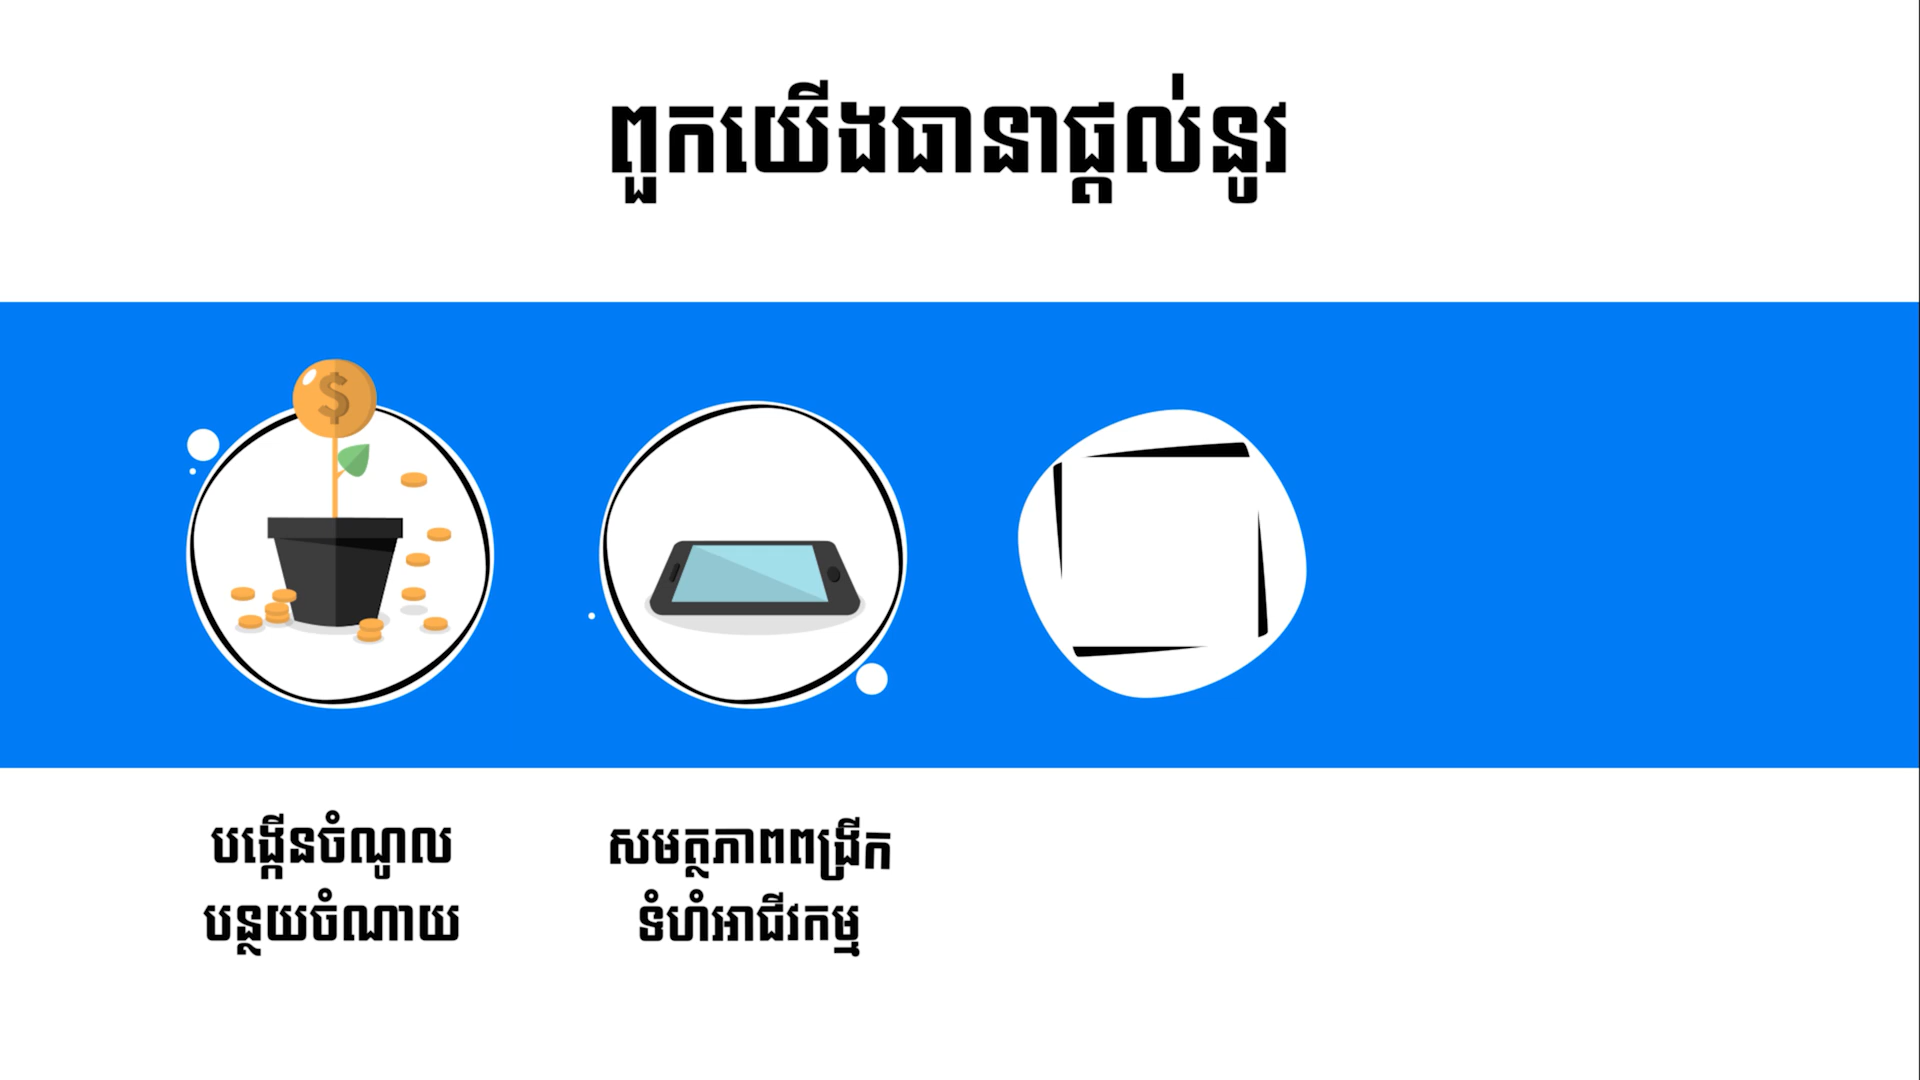 ពួកយើងធានាផ្តល់នូវ
$
បង្កើនចំណូល
បន្ថយចំណាយ
សមត្ថភាពពង្រីក
ទំហំអាជីវកម្ម